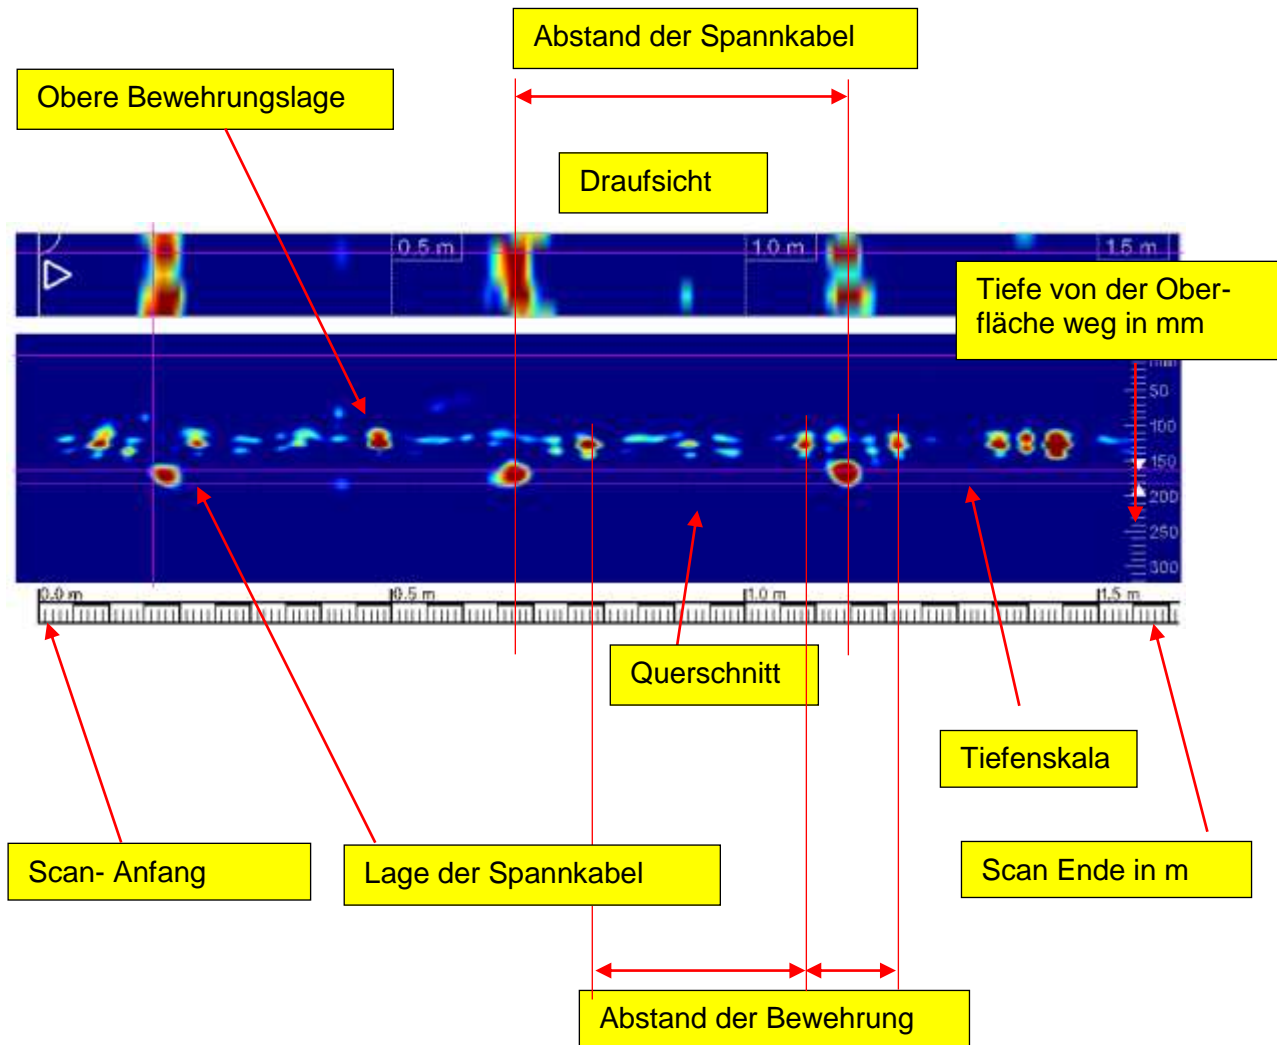 Abstand der Spannkabel
Obere Bewehrungslage
Draufsicht
0.5 m
1.0 m
1.5 m
Tiefe von der Ober-
fläche weg in mm
50
100
150
200
250
300
0.0 m
0.5 m
1.0 m
1.5 m
Querschnitt
Tiefenskala
Scan- Anfang
Lage der Spannkabel
Scan Ende in m
Abstand der Bewehrung